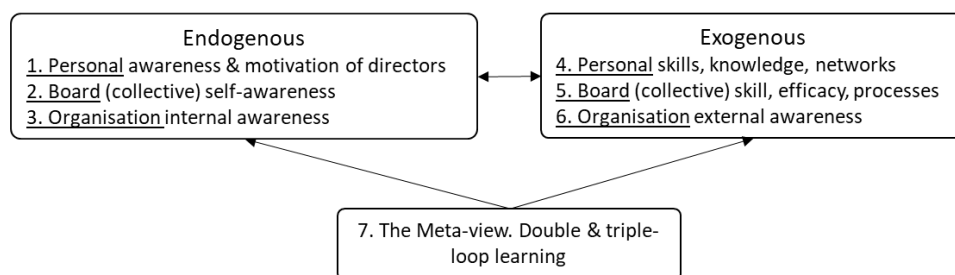 Endogenous
1. Personal awareness & motivation of directors
2. Board (collective) self-awareness
3. Organisation internal awareness
Exogenous
4. Personal skills, knowledge, networks
5. Board (collective) skill, efficacy, processes
6. Organisation external awareness
7. The Meta-view. Double & triple-
loop learning